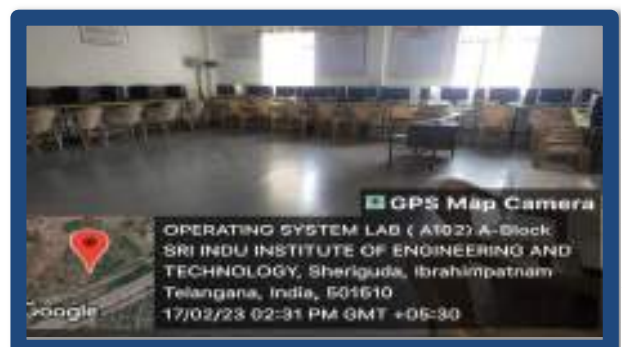 GPS Map Camera
OPERATING SYSTEM LAB ( A102) A-Block
SRI INDU INSTITUTE OF ENGINEERING AND
TECHNOLOGY, Sheriguda, Ibrahimpatnam
Telangana, India, 501510
17/02/23 02:31 PM GMT +05:30
Google